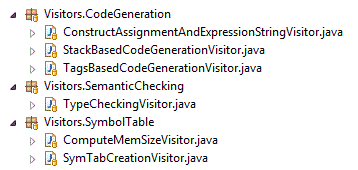 Visitors.CodeGeneration
ConstructAssignmentAndExpressionStringVisitor.java
StackBasedCodeGenerationVisitor.java
TagsBasedCodeGenerationVisitor.java
Visitors.SemanticChecking
TypeCheckingVisitor.java
Visitors.SymbolTable
ComputeMemSizeVisitor.java
SymTabCreationVisitor.java